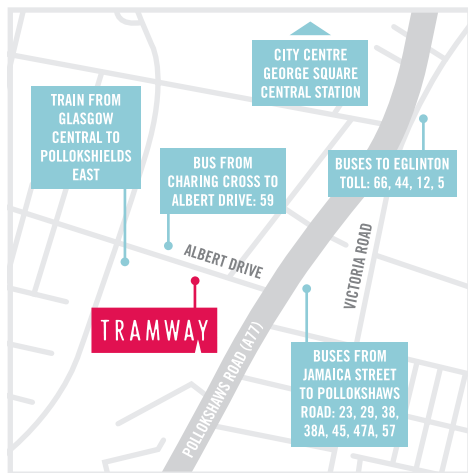 CITY CENTRE
GEORGE SQUARE
CENTRAL STATION
TRAIN FROM
GLASGOW
CENTRAL TO
POLLOKSHIELDS
EAST
BUS FROM
CHARING CROSS TO
ALBERT DRIVE: 59
BUSES TO EGLINTON
TOLL: 66, 44, 12, 5
ALBERT DRIVE
VICTORIA ROAD
TRAMWAY
POLLOKSHAWS ROAD (A77)
BUSES FROM
JAMAICA STREET
TO POLLOKSHAWS
ROAD: 23, 29, 38,
38A, 45, 47A, 57